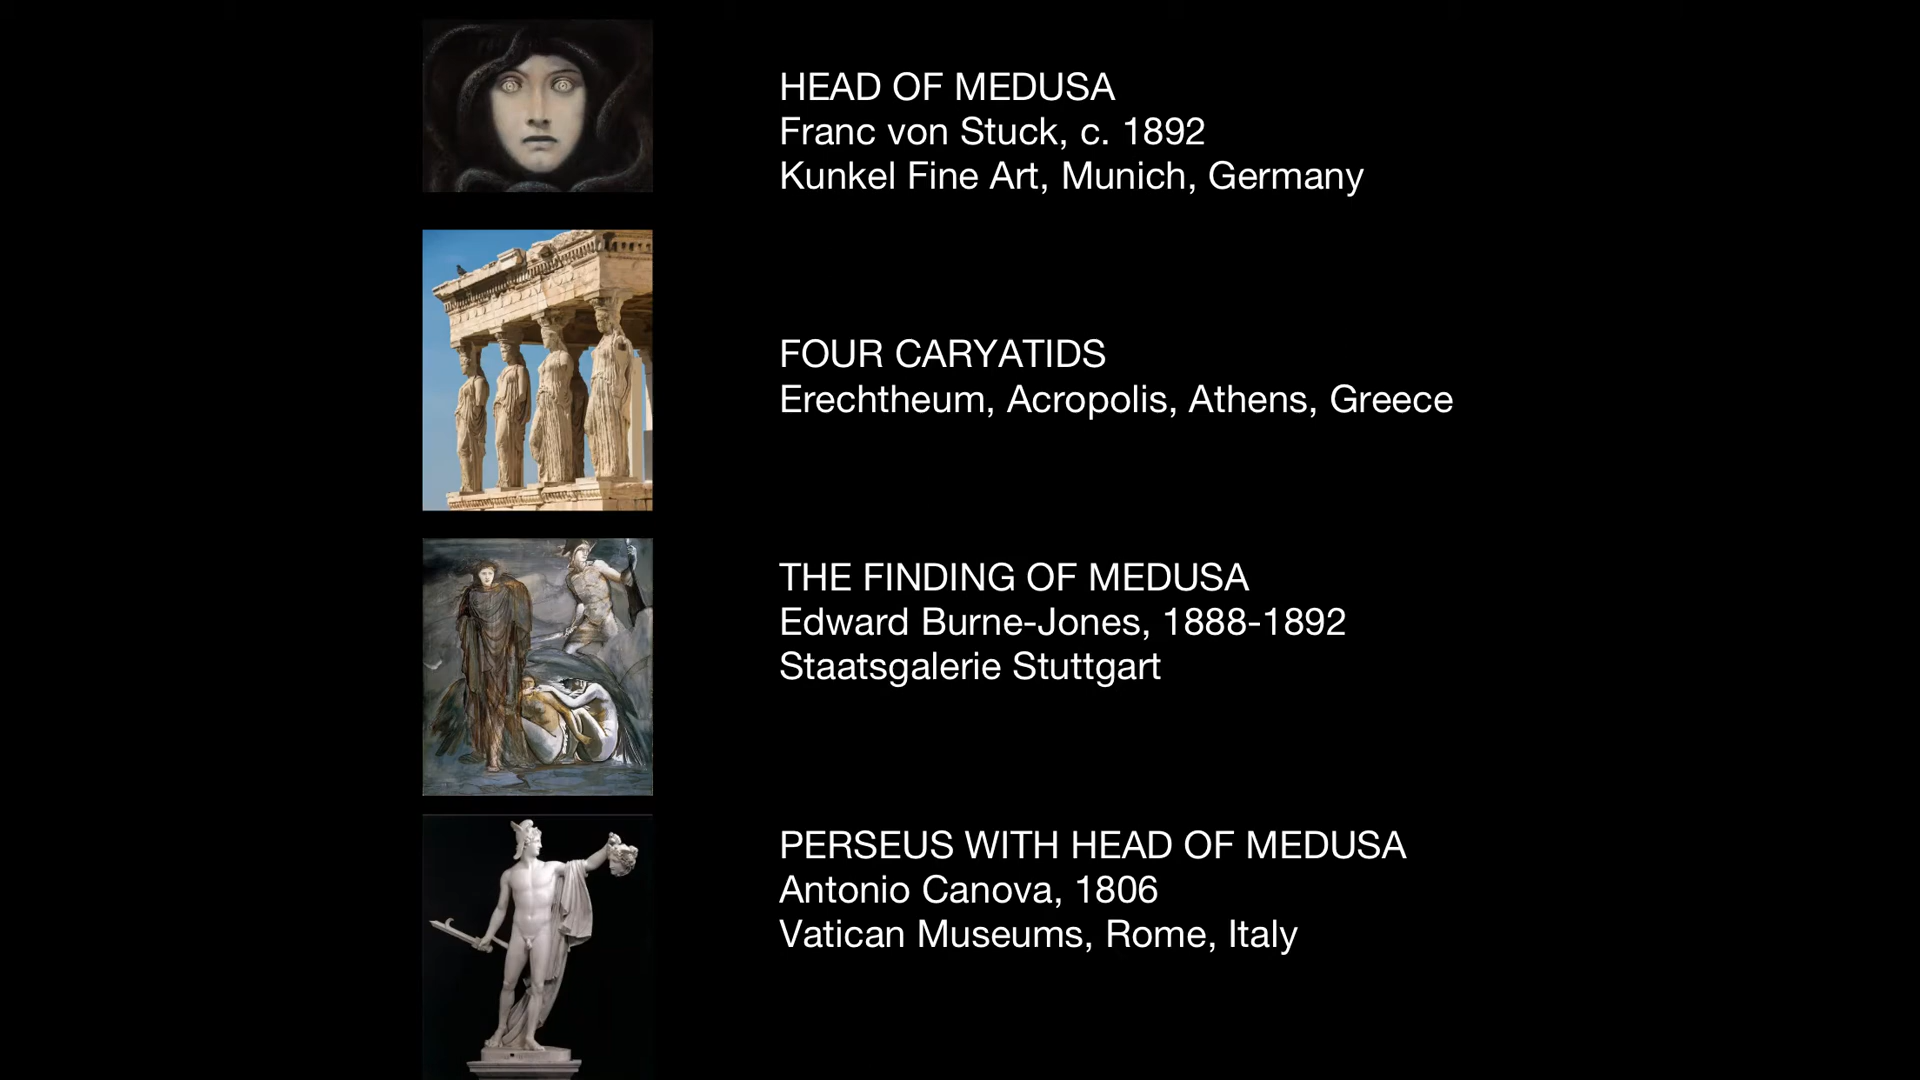 HEAD OF MEDUSA
Franc von Stuck, c. 1892
Kunkel Fine Art, Munich, Germany
FOUR CARYATIDS
Erechtheum, Acropolis, Athens, Greece
THE FINDING OF MEDUSA
Edward Burne-Jones, 1888-1892
Staatsgalerie Stuttgart
PERSEUS WITH HEAD OF MEDUSA
Antonio Canova, 1806
Vatican Museums, Rome, Italy